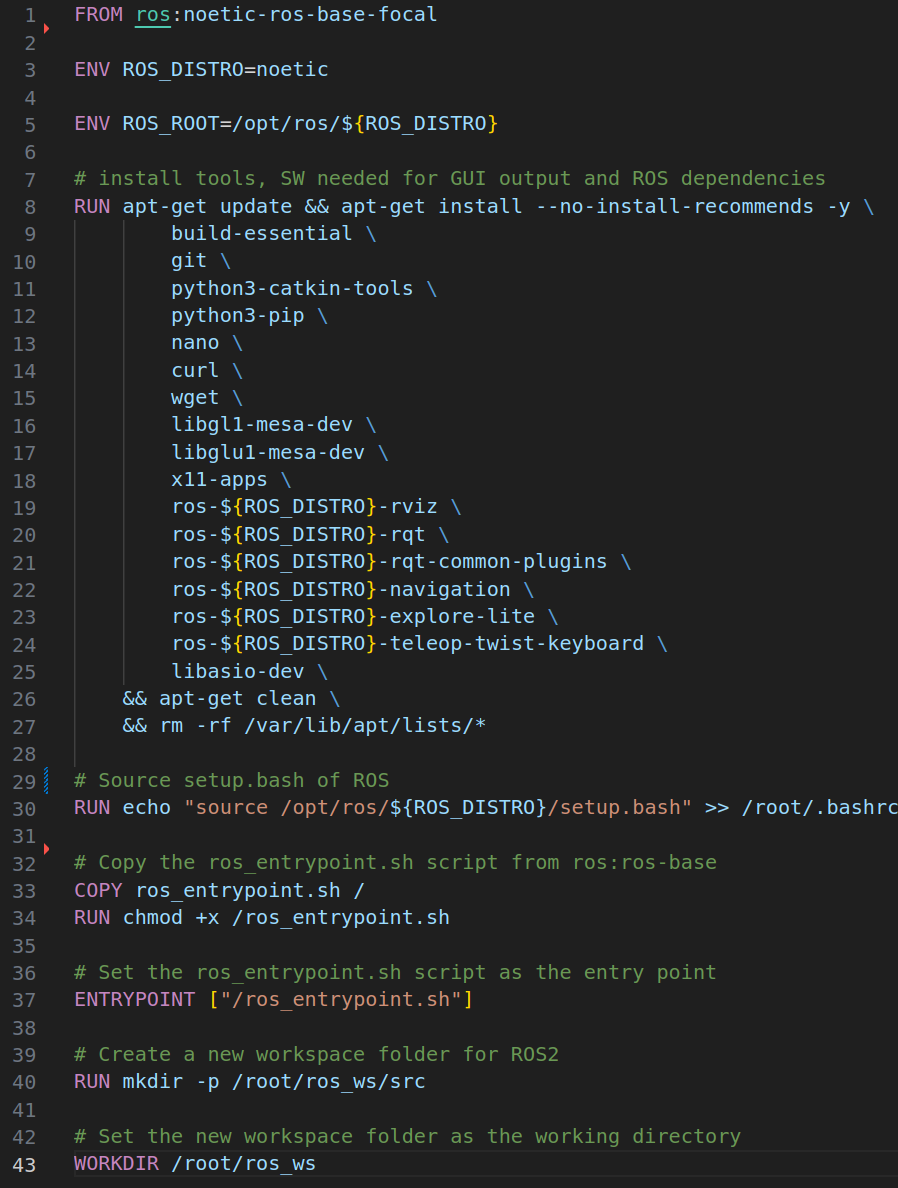 1 FROM ros:noetic-ros-base-focal
2
3 ENV ROS_DISTRO=noetic
4
5 ENV ROS_ROOT=/opt/ros/${ROS_DISTRO}
6
7 # install tools, SW needed for GUI output and ROS dependencies
8 RUN apt-get update && apt-get install --no-install-recommends -y \
9 build-essential \
10 git \
11 python3-catkin-tools \
12 python3-pip \
13 nano \
14 curl \
15 wget \
16 libgl1-mesa-dev \
17 libglu1-mesa-dev \
18 x11-apps \
19 ros-${ROS_DISTRO}-rviz \
20 ros-${ROS_DISTRO}-rqt \
21 ros-${ROS_DISTRO}-rqt-common-plugins \
22 ros-${ROS_DISTRO}-navigation \
23 ros-${ROS_DISTRO}-explore-lite \
24 ros-${ROS_DISTRO}-teleop-twist-keyboard \
25 libasio-dev \
26 && apt-get clean \
27 && rm -rf /var/lib/apt/lists/*
28
29 # Source setup.bash of ROS
30 RUN echo "source /opt/ros/${ROS_DISTRO}/setup.bash" >> /root/.bashrc
31
32 # Copy the ros_entrypoint.sh script from ros:ros-base
33 COPY ros_entrypoint.sh /
34 RUN chmod +x /ros_entrypoint.sh
35
36 # Set the ros_entrypoint.sh script as the entry point
37 ENTRYPOINT ["/ros_entrypoint.sh"]
38
39 # Create a new workspace folder for ROS2
40 RUN mkdir -p /root/ros_ws/src
41
42 # Set the new workspace folder as the working directory
43 WORKDIR /root/ros_ws